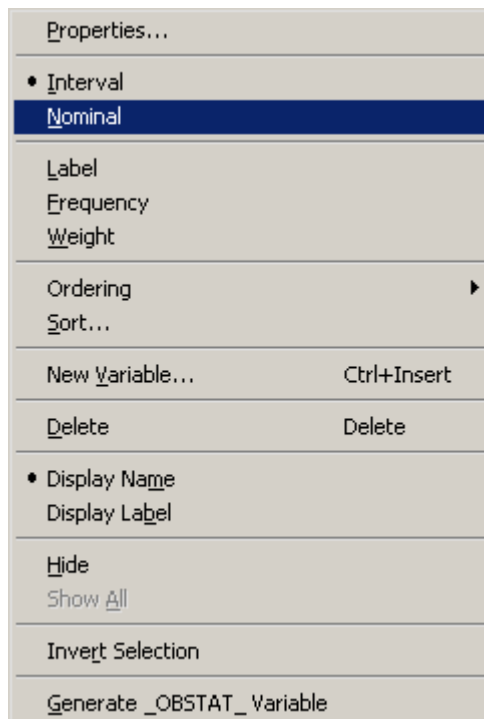 Properties...
• Interval
Nominal
Label
Frequency
Weight
Ordering
Sort...
New Variable... Ctrl+Insert
Delete Delete
• Display Name
Display Label
Hide
Show All
Invert Selection
Generate _OBSTAT_ Variable